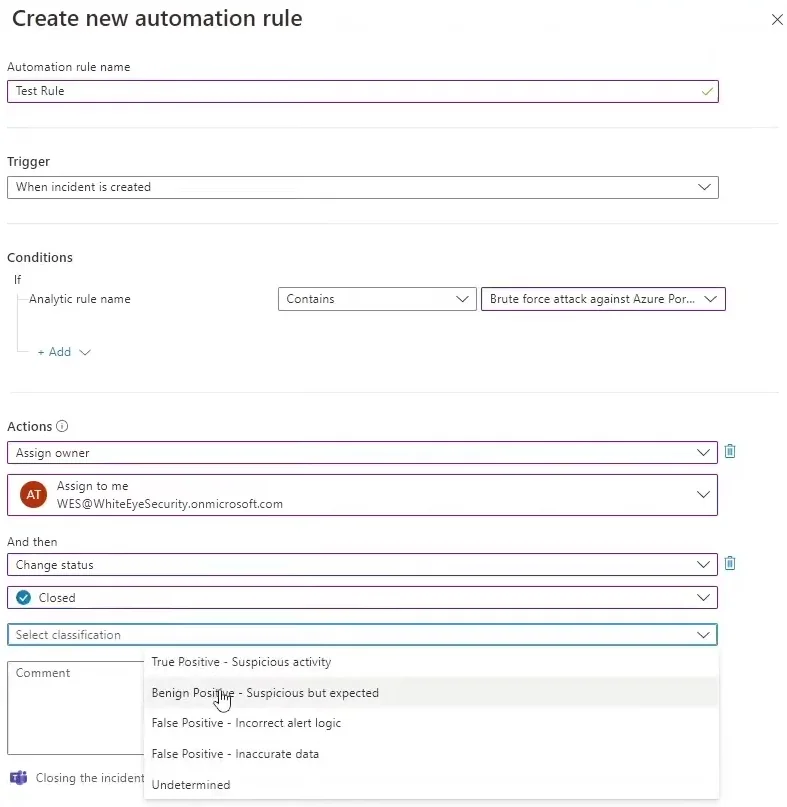 Create new automation rule
Automation rule name
Test Rule
Trigger
When incident is created
Conditions
If
Analytic rule name
Contains
Brute force attack against Azure Por...
+ Add
Actions
Assign owner
AT
Assign to me
WES@WhiteEyeSecurity.onmicrosoft.com
And then
Change status
Closed
Select classification
True Positive - Suspicious activity
Benign Positive - Suspicious but expected
False Positive - Incorrect alert logic
False Positive - Inaccurate data
Undetermined
Comment
Closing the incident